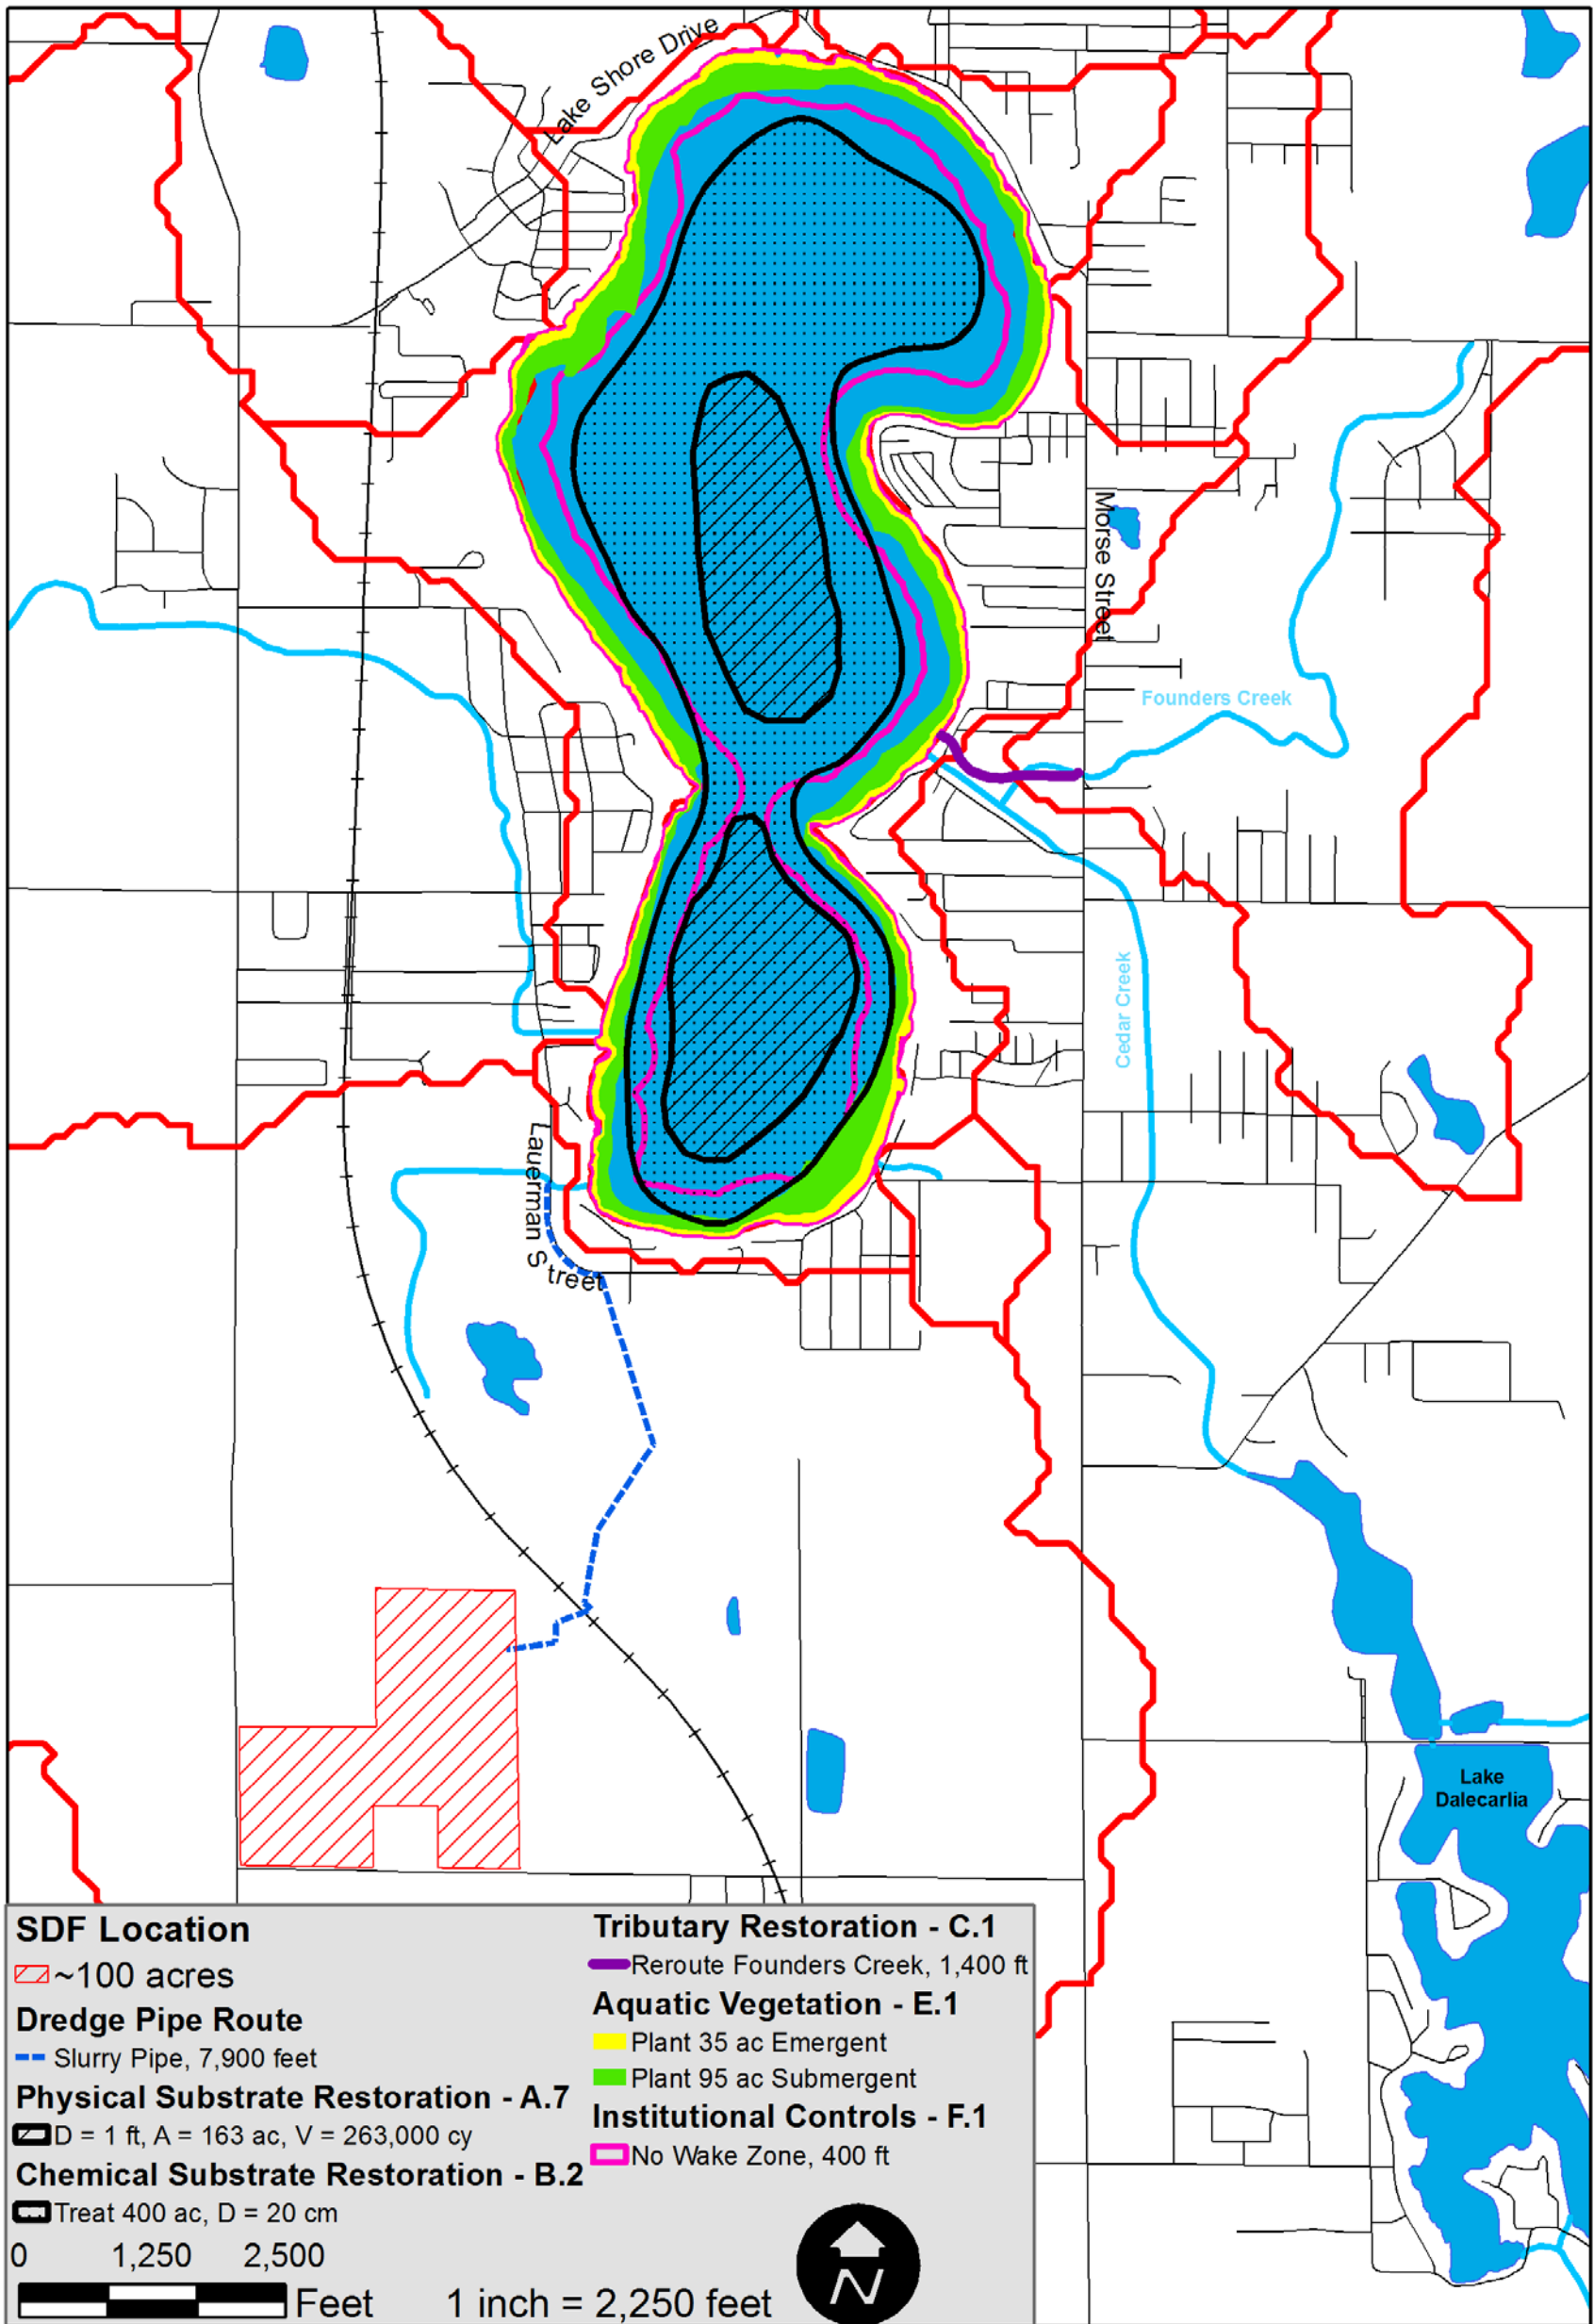 Lake Shore Drive
Morse Street
Founders Creek
Cedar Creek
Lauerman Street
Lake
Dalecarlia
SDF Location
~100 acres
Dredge Pipe Route
Slurry Pipe, 7,900 feet
Physical Substrate Restoration - A.7
D = 1 ft, A = 163 ac, V = 263,000 cy
Chemical Substrate Restoration - B.2
Treat 400 ac, D = 20 cm
0 1,250 2,500
Feet
1 inch = 2,250 feet
Tributary Restoration - C.1
Reroute Founders Creek, 1,400 ft
Aquatic Vegetation - E.1
Plant 35 ac Emergent
Plant 95 ac Submergent
Institutional Controls - F.1
No Wake Zone, 400 ft
N